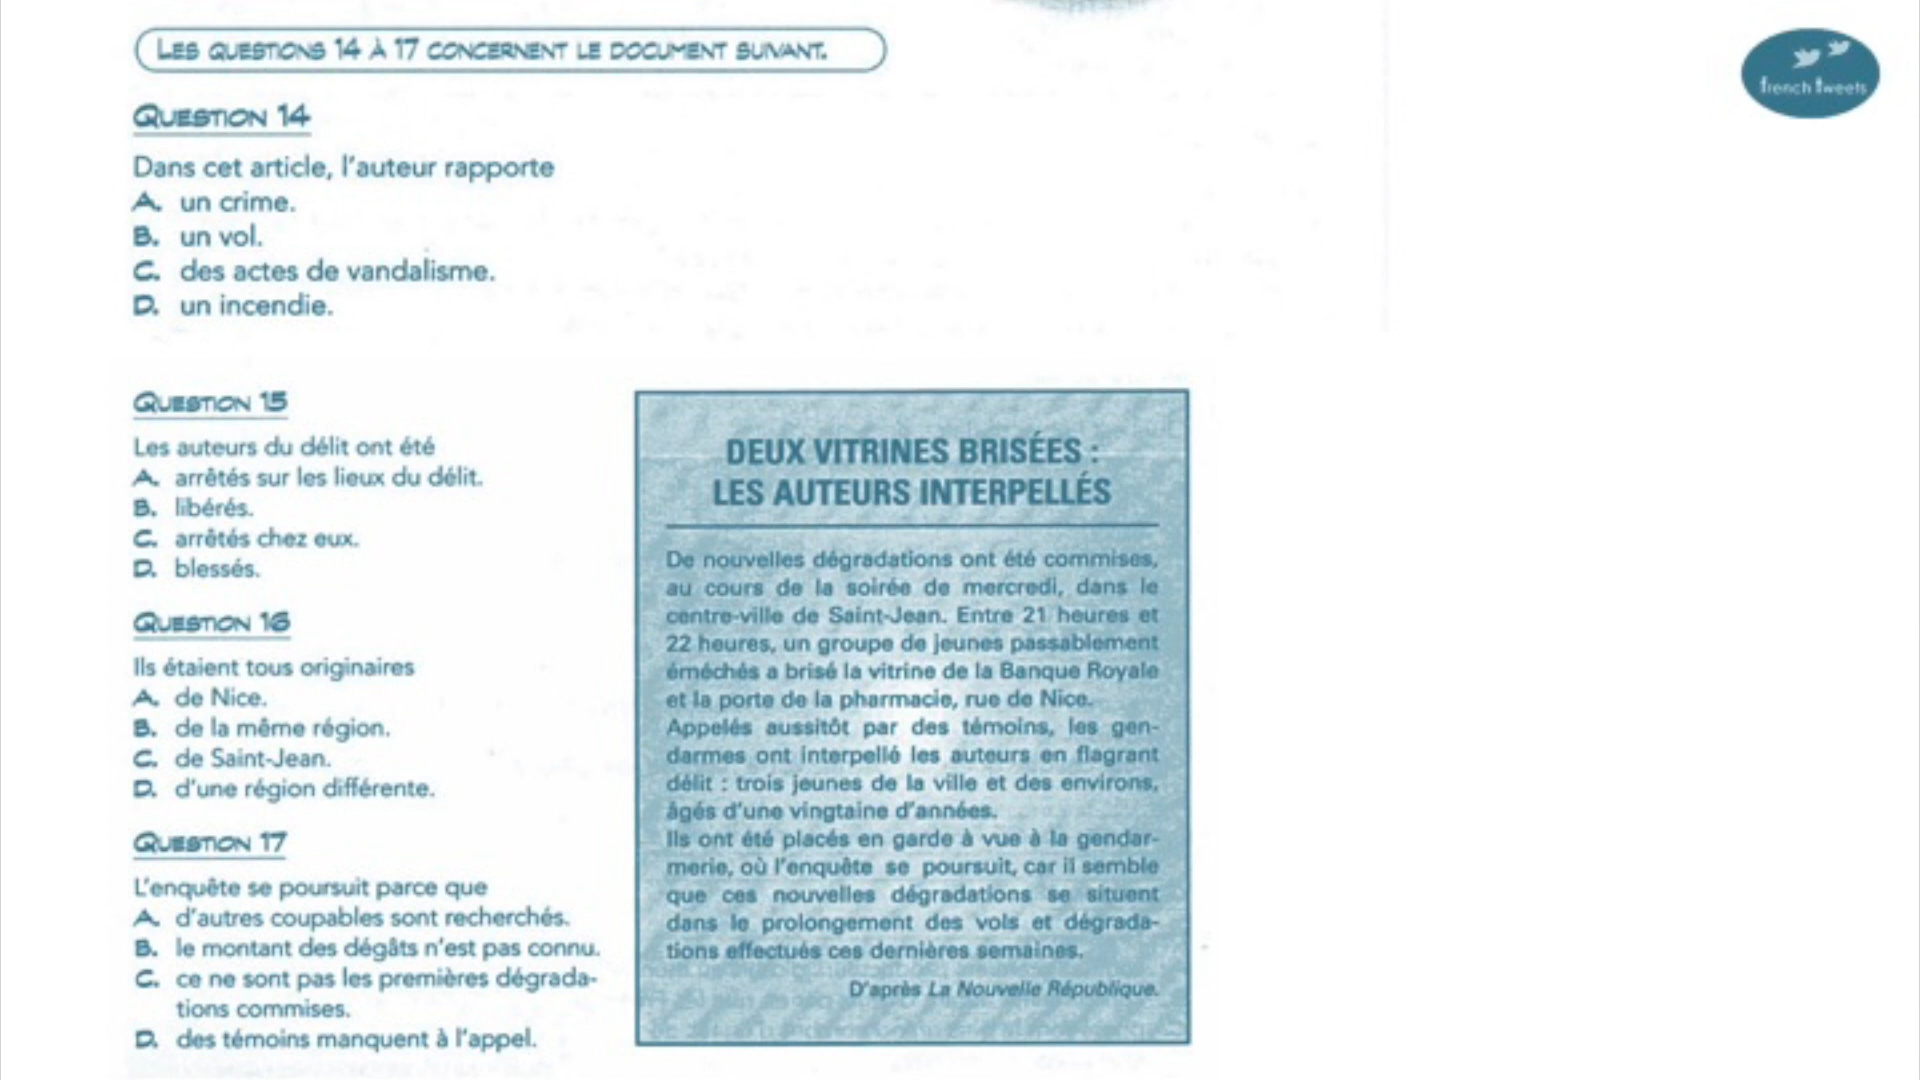 LES QUESTIONS 14 À 17 CONCERNENT LE DOCUMENT SUIVANT.
french tweets
QUESTION 14
Dans cet article, l'auteur rapporte
A. un crime.
B. un vol.
C. des actes de vandalisme.
D. un incendie.
QUESTION 15
Les auteurs du délit ont été
A. arrêtés sur les lieux du délit.
B. libérés.
C. arrêtés chez eux.
D. blessés.
QUESTION 16
Ils étaient tous originaires
A. de Nice.
B. de la même région.
C. de Saint-Jean.
D. d'une région différente.
QUESTION 17
L'enquête se poursuit parce que
A. d'autres coupables sont recherchés.
B. le montant des dégâts n'est pas connu.
C. ce ne sont pas les premières dégrada-
tions commises.
D. des témoins manquent à l'appel.
DEUX VITRINES BRISÉES :
LES AUTEURS INTERPELLÉS
De nouvelles dégradations ont été commises,
au cours de la soirée de mercredi, dans le
centre-ville de Saint-Jean. Entre 21 heures et
22 heures, un groupe de jeunes passablement
éméchés a brisé la vitrine de la Banque Royale
et la porte de la pharmacie, rue de Nice.
Appelés aussitôt par des témoins, les gen-
darmes ont interpellé les auteurs en flagrant
délit : trois jeunes de la ville et des environs,
âgés d'une vingtaine d'années.
Ils ont été placés en garde à vue à la gendar-
merie, où l'enquête se poursuit, car il semble
que ces nouvelles dégradations se situent
dans le prolongement des vols et dégrada-
tions effectués ces dernières semaines.
D'après La Nouvelle République.